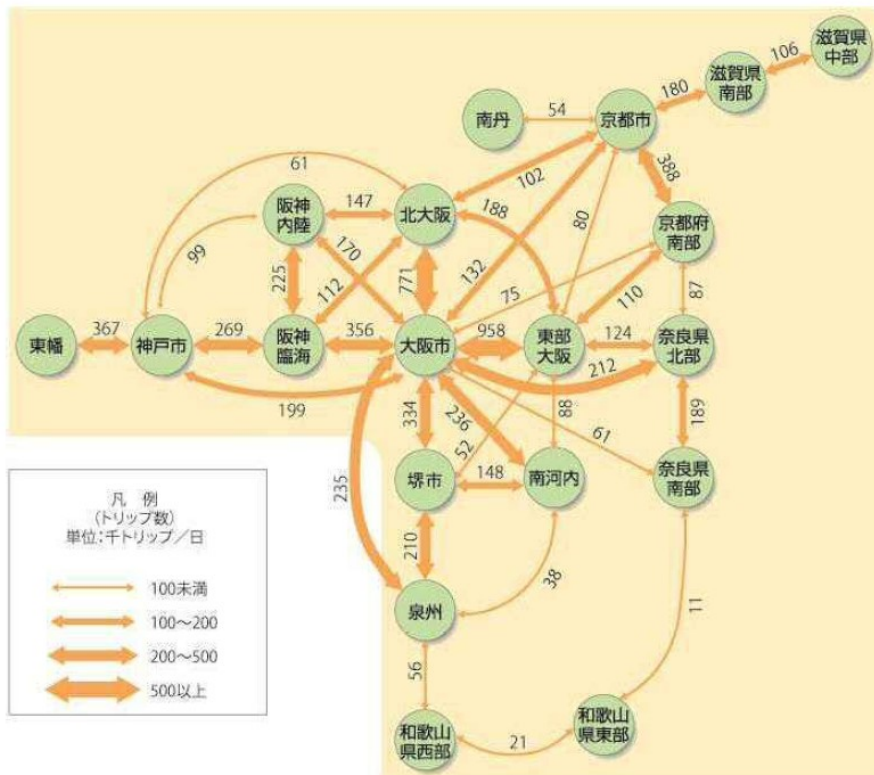 滋賀県
中部
106
滋賀県
南部
180
南丹
54
京都市
388
61
102
阪神
内陸
147
北大阪
188
80
京都府
南部
99
170
132
225
112
771
75
110
87
東播
367
神戸市
269
阪神
臨海
356
大阪市
958
東部
大阪
124
奈良県
北部
212
199
334
236
88
189
52
61
235
堺市
148
南河内
奈良県
南部
凡 例
(トリップ数)
単位:千トリップ/日
100未満
100~200
200~500
500以上
210
38
11
泉州
56
和歌山
県西部
21
和歌山
県東部